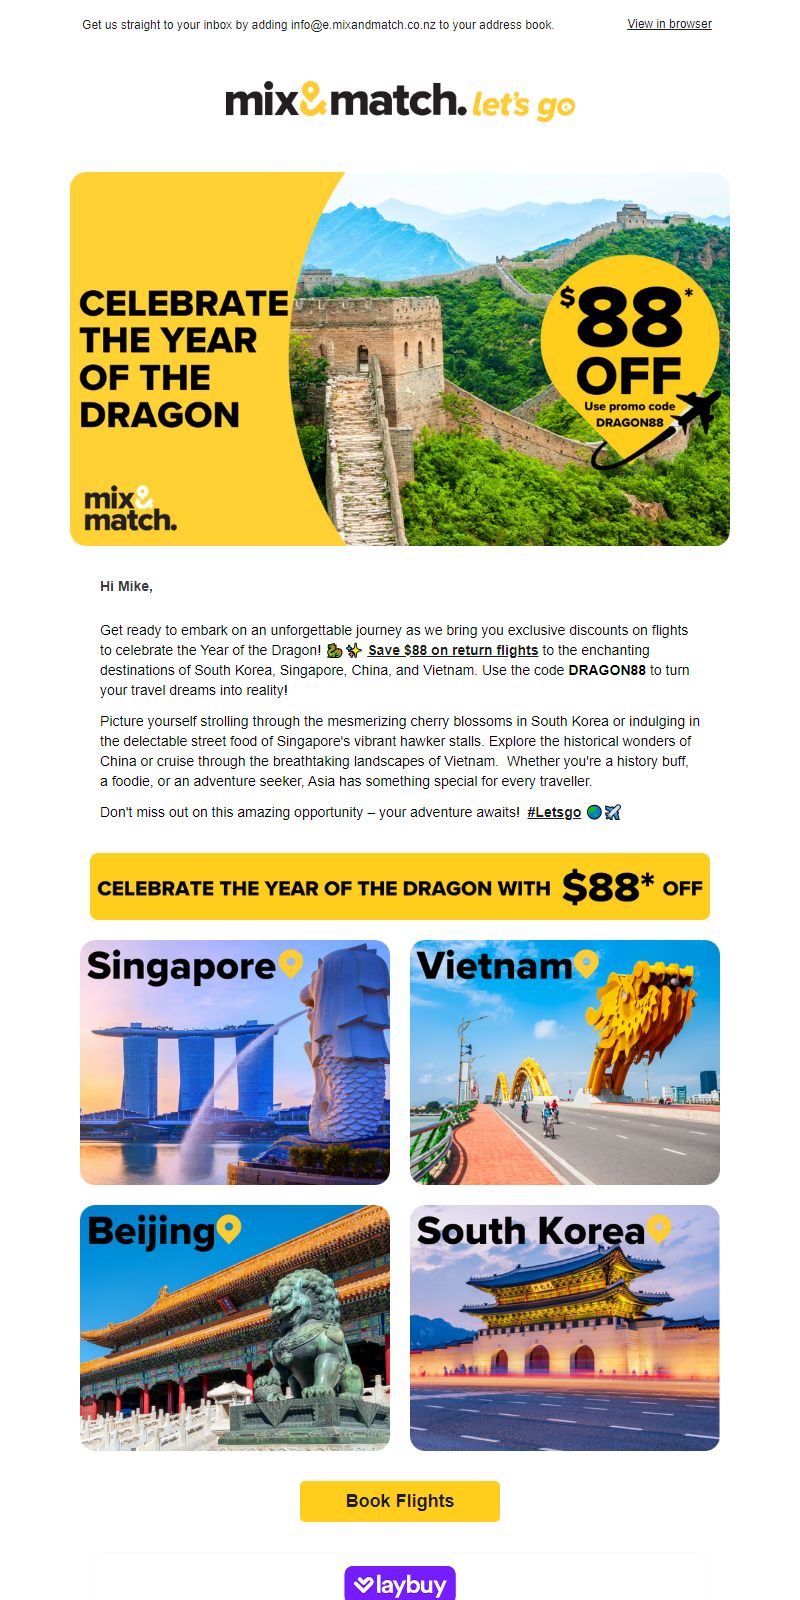 Get us straight to your inbox by adding info@e.mixandmatch.co.nz to your address book.
View in browser
mix&match. let's go
CELEBRATE
THE YEAR
OF THE
DRAGON
mix&
match.
$88*
OFF
Use promo code
DRAGON88
Hi Mike,
Get ready to embark on an unforgettable journey as we bring you exclusive discounts on flights
to celebrate the Year of the Dragon! 🐉✨ Save $88 on return flights to the enchanting
destinations of South Korea, Singapore, China, and Vietnam. Use the code DRAGON88 to turn
your travel dreams into reality!
Picture yourself strolling through the mesmerizing cherry blossoms in South Korea or indulging in
the delectable street food of Singapore's vibrant hawker stalls. Explore the historical wonders of
China or cruise through the breathtaking landscapes of Vietnam.  Whether you're a history buff,
a foodie, or an adventure seeker, Asia has something special for every traveller.
Don't miss out on this amazing opportunity – your adventure awaits!  #Letsgo 🌏✈️
CELEBRATE THE YEAR OF THE DRAGON WITH $88* OFF
Singapore
Vietnam
Beijing
South Korea
Book Flights
laybuy